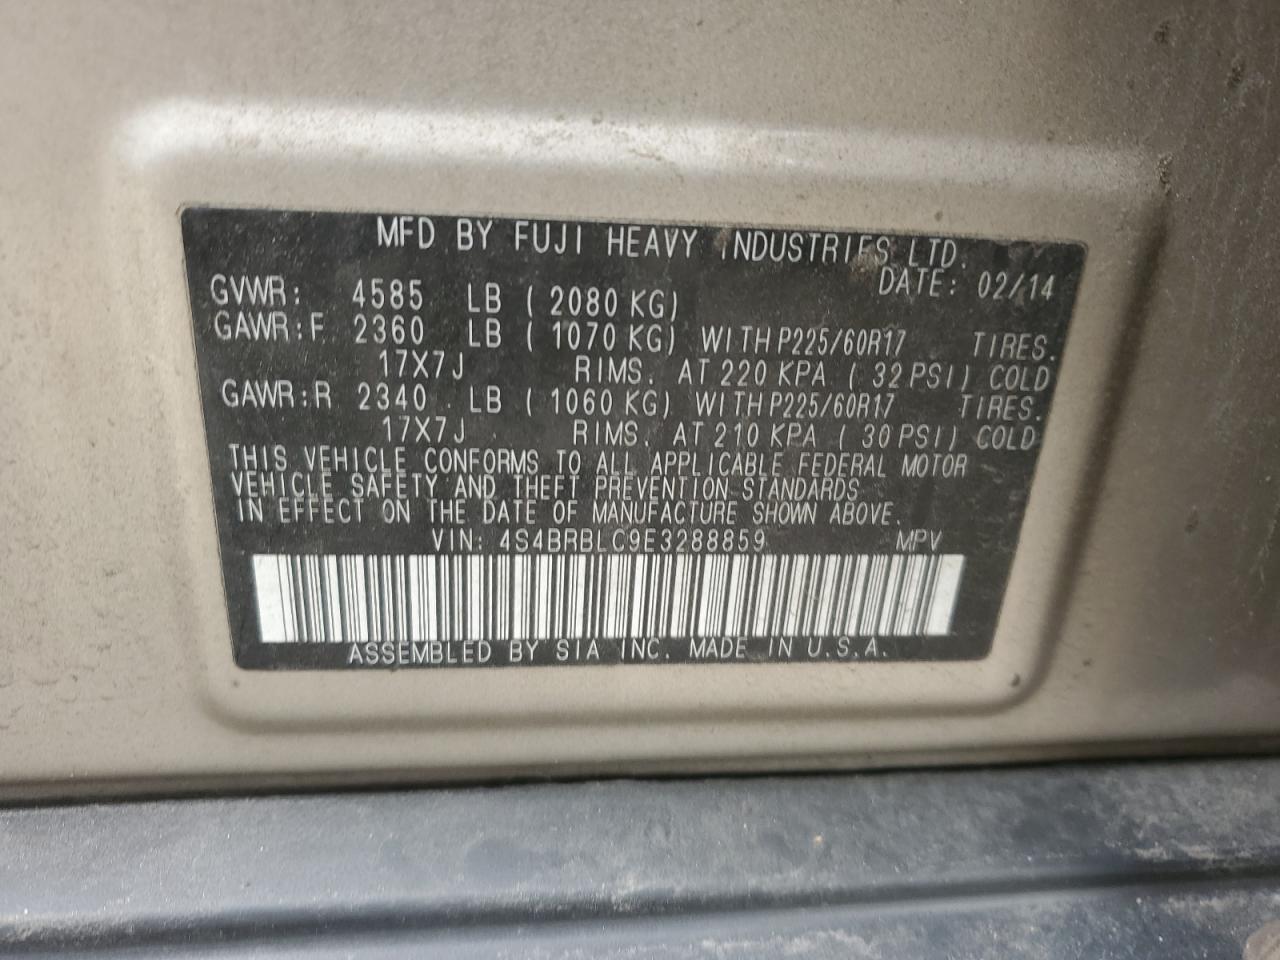 MFD BY FUJI HEAVY INDUSTRIES LTD.
DATE: 02/14
GVWR: 4585 LB ( 2080 KG)
GAWR:F 2360 LB ( 1070 KG) WITH P225/60R17 TIRES.
17X7J RIMS. AT 220 KPA ( 32 PSI) COLD
GAWR:R 2340 LB ( 1060 KG) WITH P225/60R17 TIRES.
17X7J RIMS. AT 210 KPA ( 30 PSI) COLD
THIS VEHICLE CONFORMS TO ALL APPLICABLE FEDERAL MOTOR
VEHICLE SAFETY AND THEFT PREVENTION STANDARDS
IN EFFECT ON THE DATE OF MANUFACTURE SHOWN ABOVE.
VIN: 4S4BRBLC9E3288859 MPV
ASSEMBLED BY SIA INC. MADE IN U.S.A.